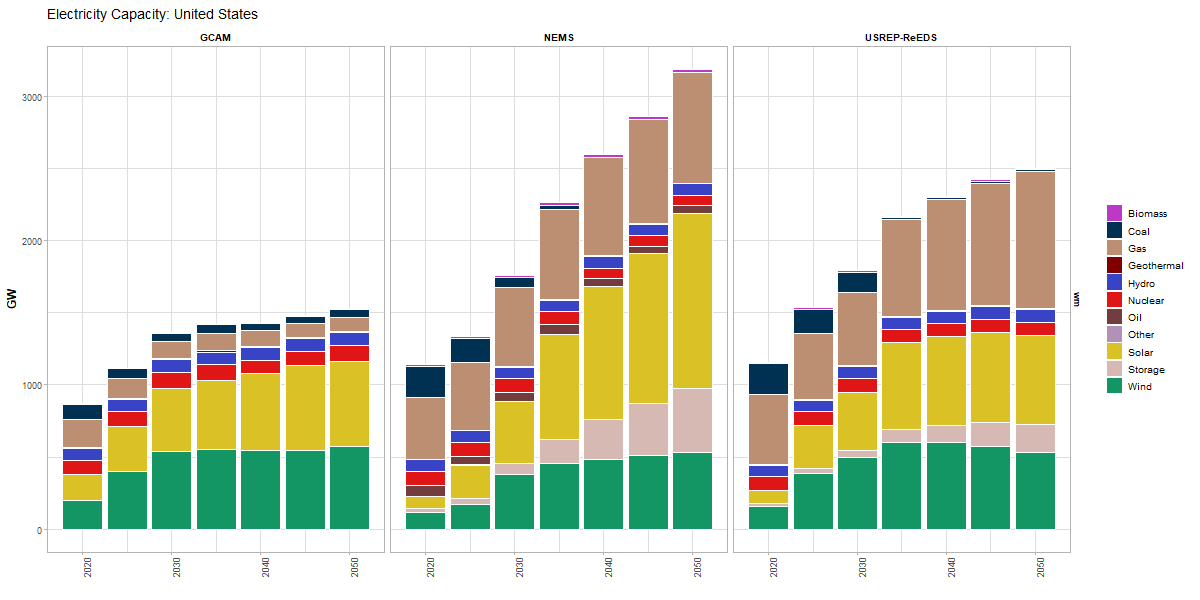 Electricity Capacity: United States
GCAM
NEMS
USREP-ReEDS
GW
3000
2000
1000
0
2020
2030
2040
2050
2020
2030
2040
2050
2020
2030
2040
2050
wm
Biomass
Coal
Gas
Geothermal
Hydro
Nuclear
Oil
Other
Solar
Storage
Wind